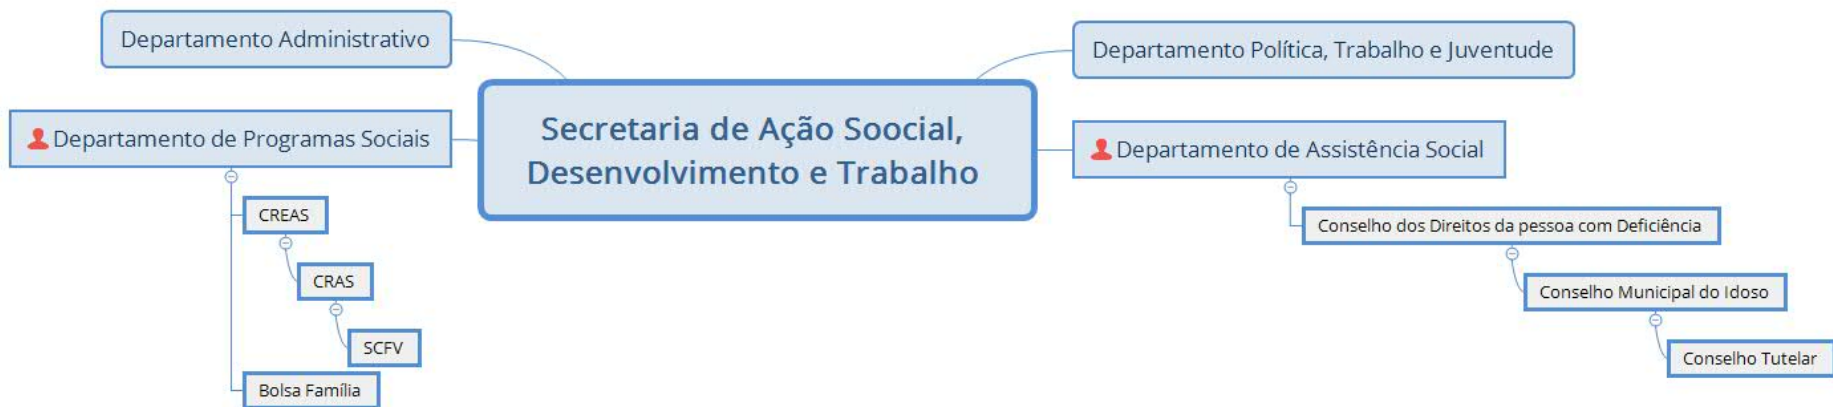 Departamento Administrativo
Departamento Política, Trabalho e Juventude
Secretaria de Ação Soocial,
Desenvolvimento e Trabalho
Departamento de Programas Sociais
Departamento de Assistência Social
CREAS
CRAS
SCFV
Bolsa Família
Conselho dos Direitos da pessoa com Deficiência
Conselho Municipal do Idoso
Conselho Tutelar